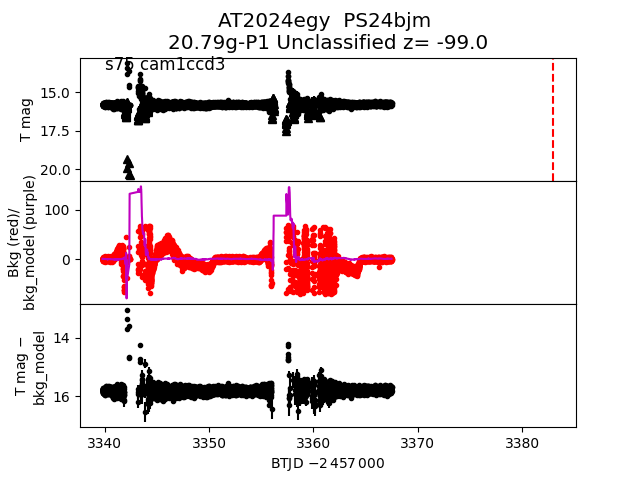 AT2024egy PS24bjm
20.79g-P1 Unclassified z= -99.0
s75 cam1ccd3
T mag
15.0
17.5
20.0
Bkg (red)/
bkg_model (purple)
100
0
T mag −
bkg_model
14
16
3340 3350 3360 3370 3380
BTJD −2 457 000